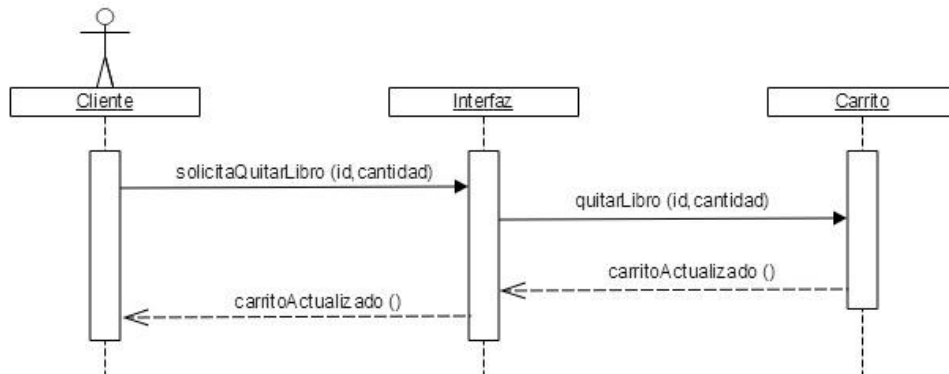 Cliente
Interfaz
Carrito
solicitaQuitarLibro (id,cantidad)
quitarLibro (id,cantidad)
carritoActualizado ()
carritoActualizado ()